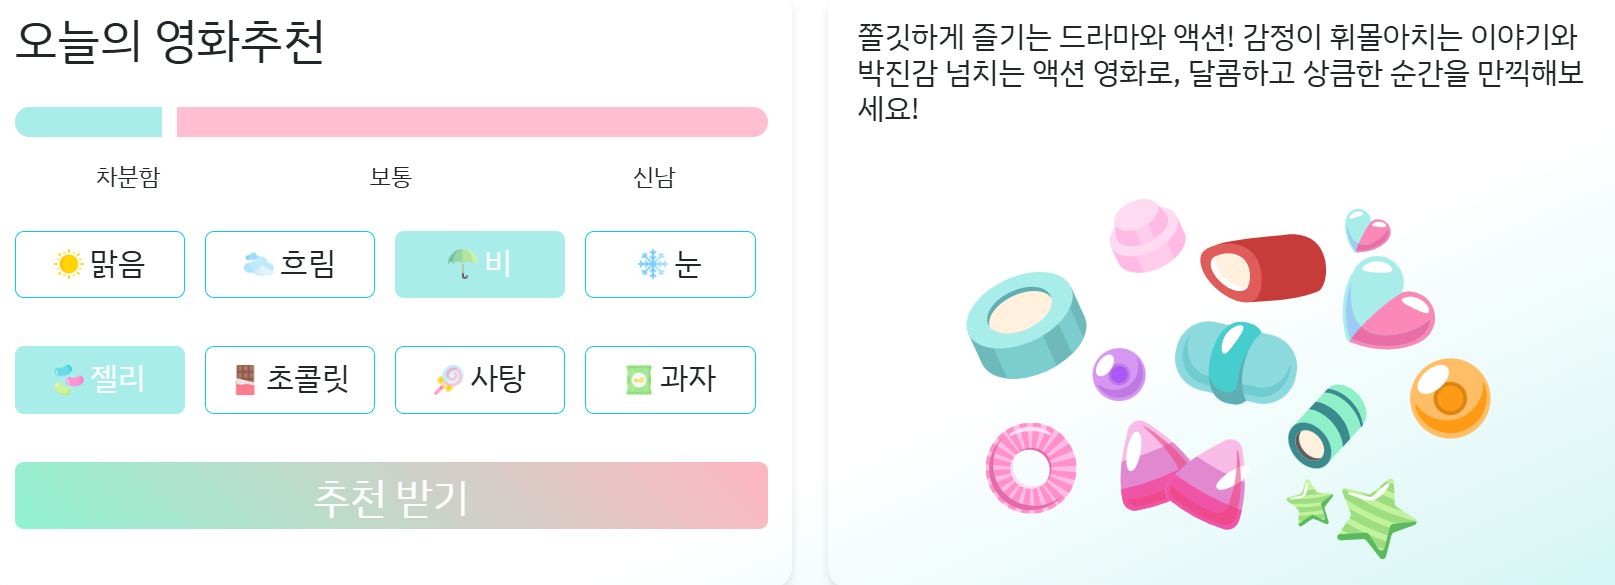 오늘의 영화추천
차분함 보통 신남
맑음 흐림 비 눈
젤리 초콜릿 사탕 과자
추천 받기
쫄깃하게 즐기는 드라마와 액션! 감정이 휘몰아치는 이야기와
박진감 넘치는 액션 영화로, 달콤하고 상큼한 순간을 만끽해보
세요!